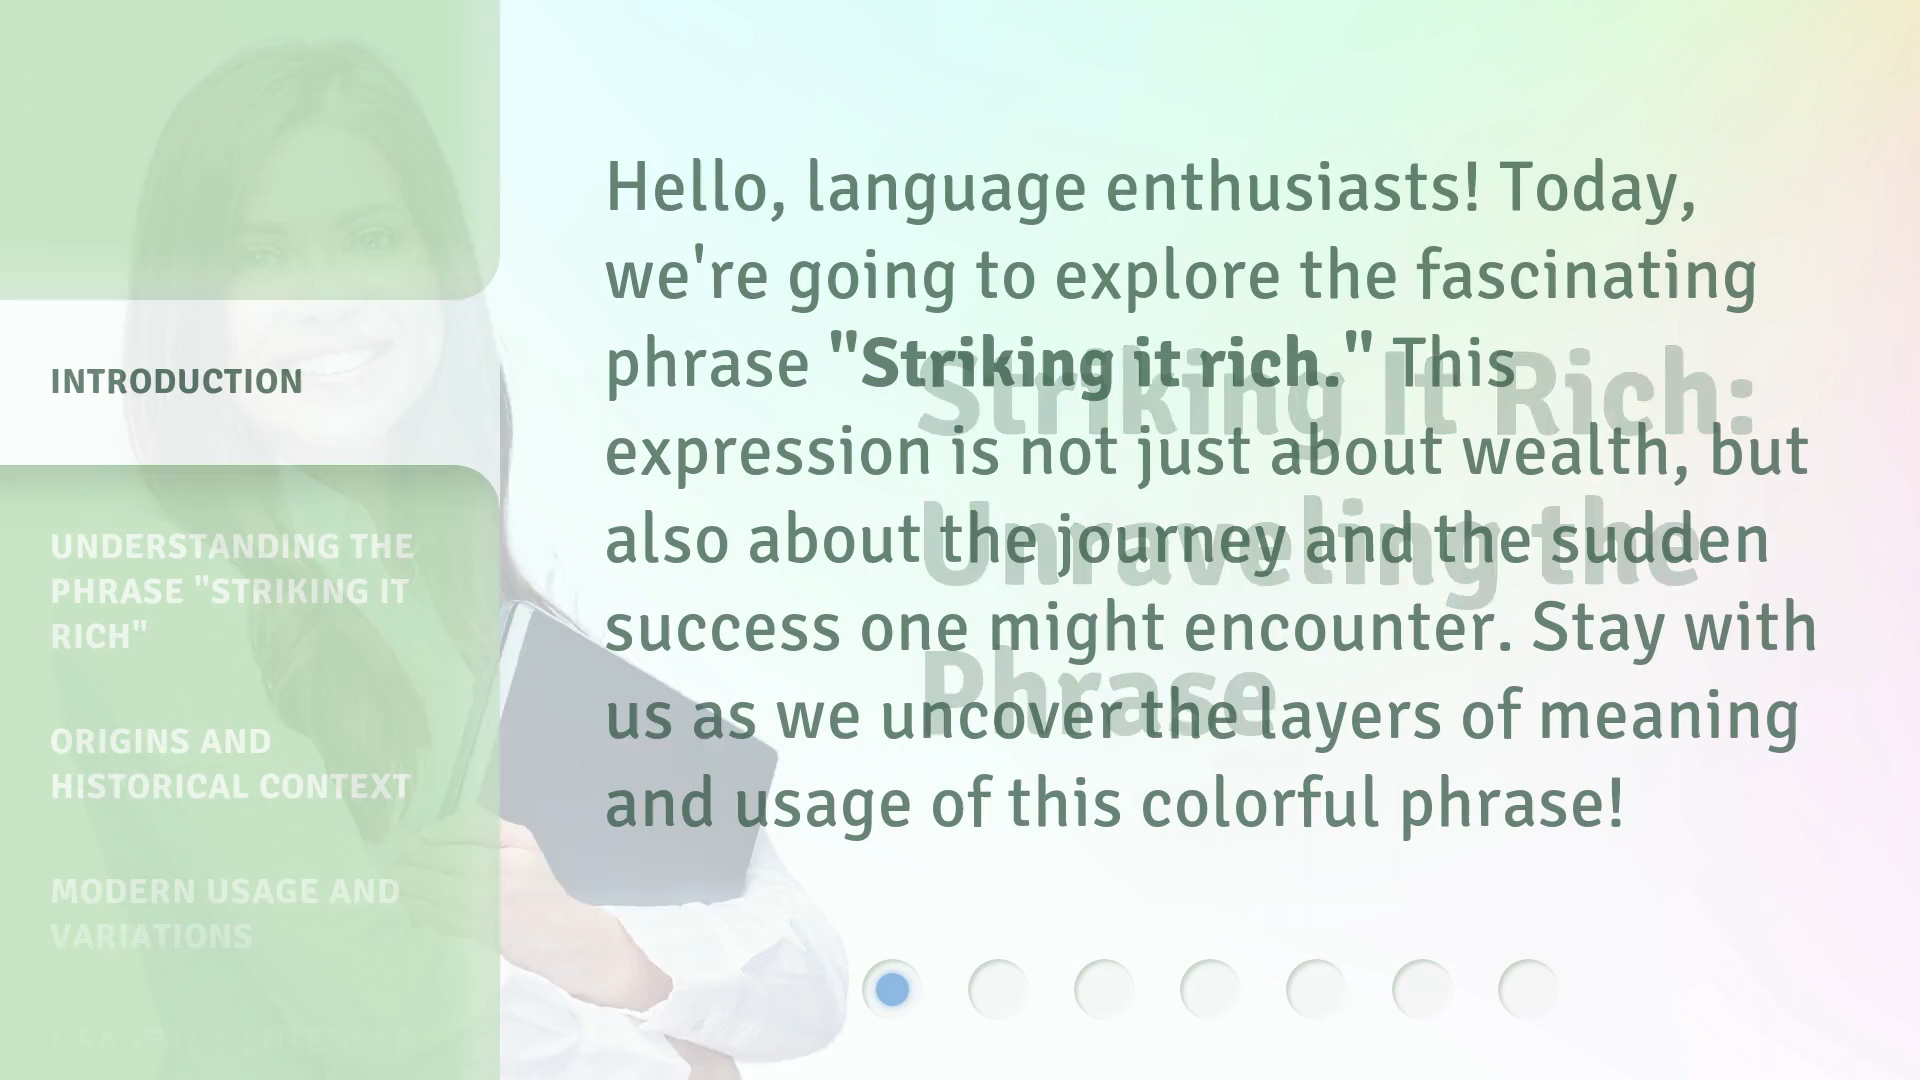 INTRODUCTION
UNDERSTANDING THE
PHRASE "STRIKING IT
RICH"
ORIGINS AND
HISTORICAL CONTEXT
MODERN USAGE AND
VARIATIONS
Hello, language enthusiasts! Today,
we're going to explore the fascinating
phrase "Striking it rich." This
expression is not just about wealth, but
also about the journey and the sudden
success one might encounter. Stay with
us as we uncover the layers of meaning
and usage of this colorful phrase!
Striking It Rich:
Unraveling the
Phrase